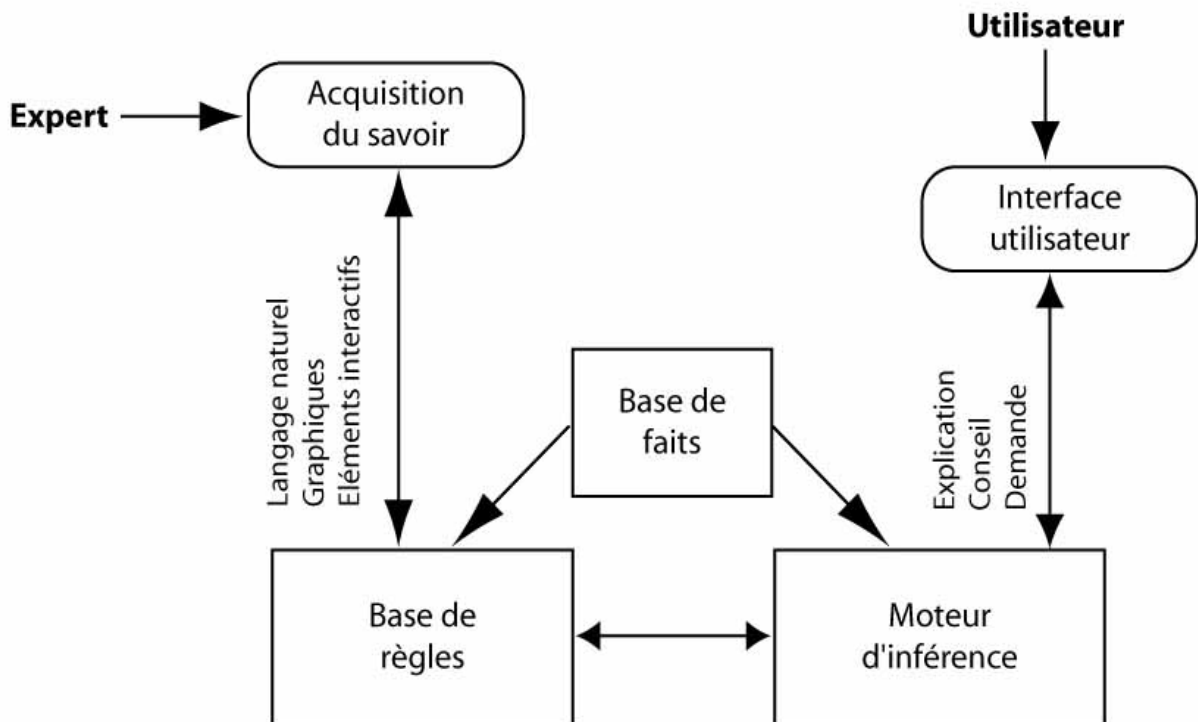 Utilisateur
Expert
Acquisition
du savoir
Interface
utilisateur
Langage naturel
Graphiques
Eléments interactifs
Base de
faits
Explication
Conseil
Demande
Base de
règles
Moteur
d'inférence